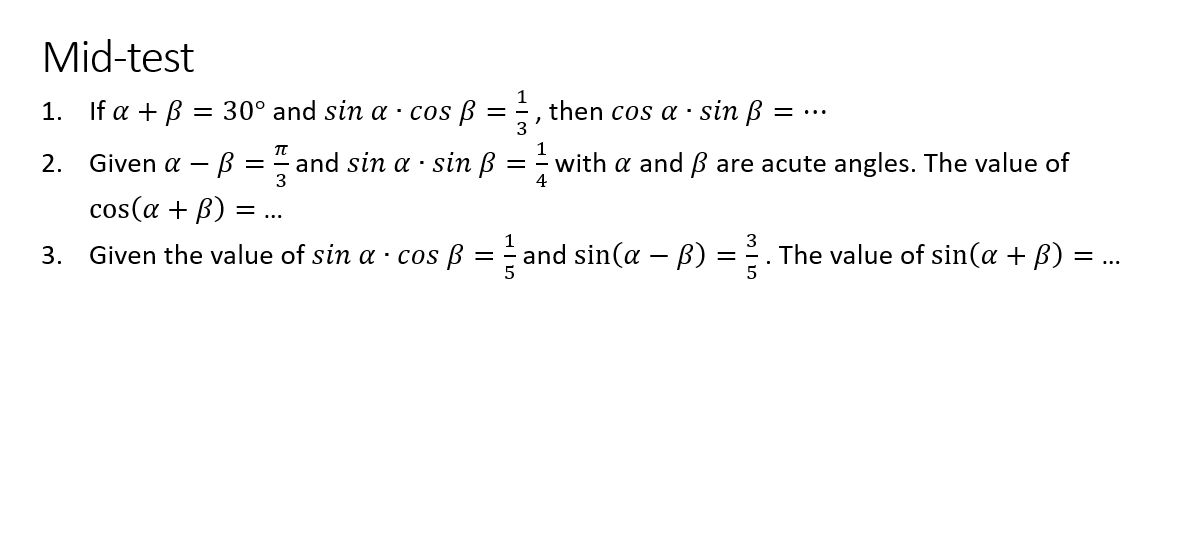 Mid-test
1. If α + β = 30° and sin α · cos β = 1/3 , then cos α · sin β = ⋯
2. Given α − β = π/3 and sin α · sin β = 1/4 with α and β are acute angles. The value of
cos(α + β) = ...
3. Given the value of sin α · cos β = 1/5 and sin(α − β) = 3/5 . The value of sin(α + β) = ...